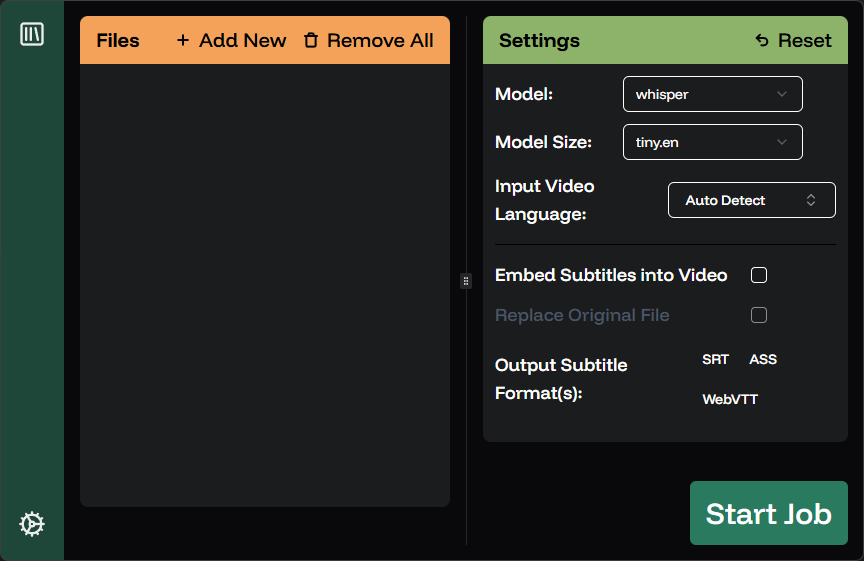 Files
+ Add New
Remove All
Settings
Reset
Model:
whisper
Model Size:
tiny.en
Input Video
Language:
Auto Detect
Embed Subtitles into Video
Replace Original File
Output Subtitle
Format(s):
SRT
ASS
WebVTT
Start Job